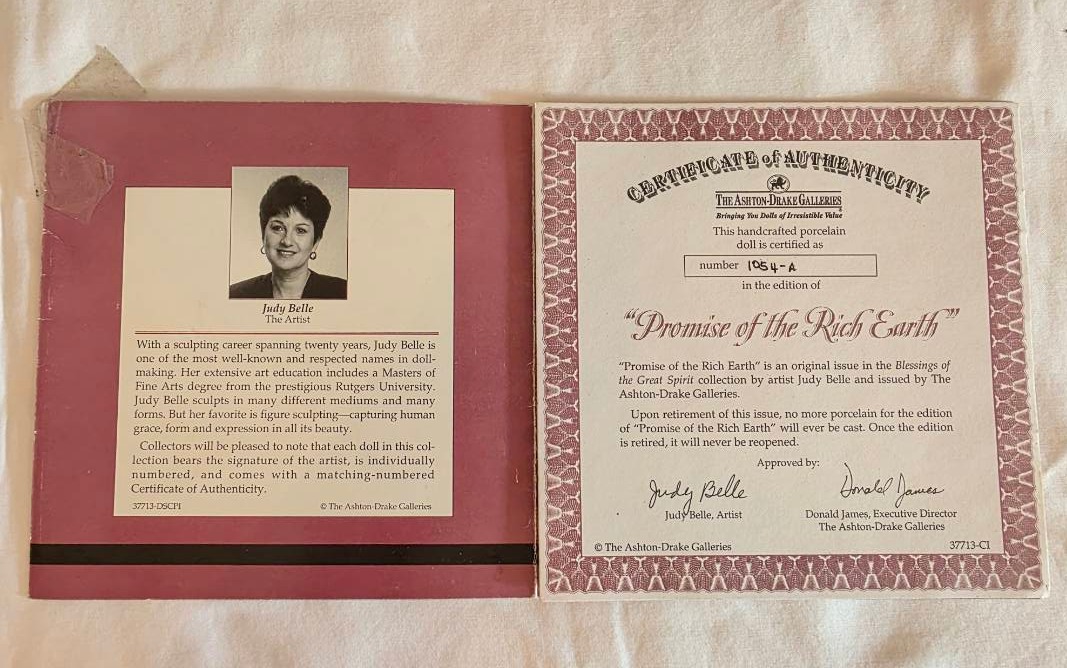 Judy Belle
The Artist
With a sculpting career spanning twenty years, Judy Belle is
one of the most well-known and respected names in doll-
making. Her extensive art education includes a Masters of
Fine Arts degree from the prestigious Rutgers University.
Judy Belle sculpts in many different mediums and many
forms. But her favorite is figure sculpting—capturing human
grace, form and expression in all its beauty.
Collectors will be pleased to note that each doll in this col-
lection bears the signature of the artist, is individually
numbered, and comes with a matching-numbered
Certificate of Authenticity.
37713-DSCP1 © The Ashton-Drake Galleries
CERTIFICATE of AUTHENTICITY
THE ASHTON-DRAKE GALLERIES
Bringing You Dolls of Irresistible Value
This handcrafted porcelain
doll is certified as
number 1054-A
in the edition of
"Promise of the Rich Earth"
"Promise of the Rich Earth" is an original issue in the Blessings of
the Great Spirit collection by artist Judy Belle and issued by The
Ashton-Drake Galleries.
Upon retirement of this issue, no more porcelain for the edition
of "Promise of the Rich Earth" will ever be cast. Once the edition
is retired, it will never be reopened.
Approved by:
Judy Belle Donald James
Judy Belle, Artist Donald James, Executive Director
The Ashton-Drake Galleries
© The Ashton-Drake Galleries 37713-C1